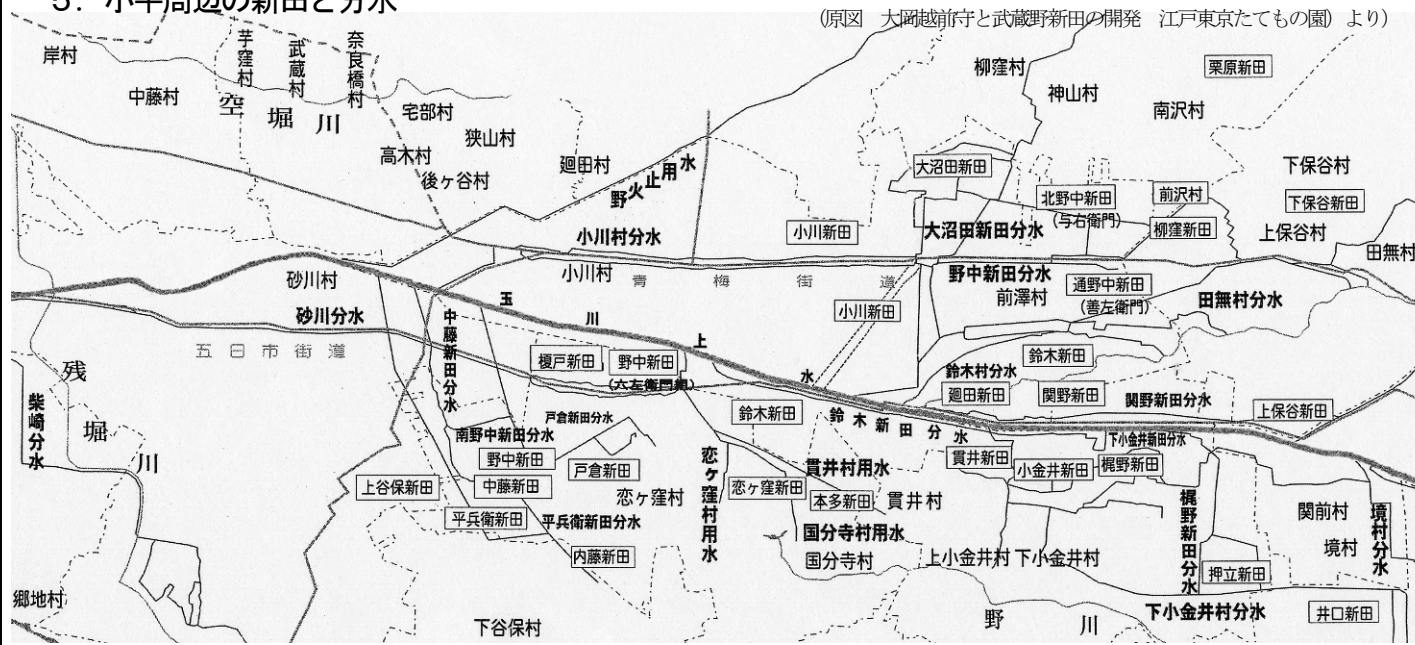 5．小平周辺の新田と分水
(原図　大岡越前守と武蔵野新田の開発　江戸東京たてもの園）より）
岸村
芋窪村
武蔵村
奈良橋村
中藤村
空堀川
宅部村
狭山村
高木村
後ヶ谷村
廻田村
野火止用水
柳窪村
神山村
栗原新田
南沢村
大沼田新田
下保谷村
北野中新田
(与右衛門)
前沢村
下保谷新田
小川村分水
小川新田
大沼田新田分水
柳窪新田
上保谷村
田無村
小川村
青梅街道
野中新田分水
前澤村
通野中新田
(善左衛門)
田無村分水
砂川村
砂川分水
玉川上水
小川新田
五日市街道
中藤新田分水
榎戸新田
野中新田
(六左衛門組)
鈴木新田
鈴木村分水
廻田新田
関野新田
関野新田分水
上保谷新田
残堀川
柴崎分水
戸倉新田分水
鈴木新田
鈴木新田分水
南野中新田分水
野中新田
戸倉新田
下小金井新田分水
上谷保新田
中藤新田
恋ヶ窪村
恋ヶ窪村用水
恋ヶ窪新田
貫井村用水
本多新田
貫井村
貫井新田
小金井新田
梶野新田
梶野新田分水
平兵衛新田
平兵衛新田分水
内藤新田
国分寺村用水
国分寺村
上小金井村
下小金井村
関前村
境村
境村分水
押立新田
郷地村
下谷保村
野川
下小金井村分水
井口新田